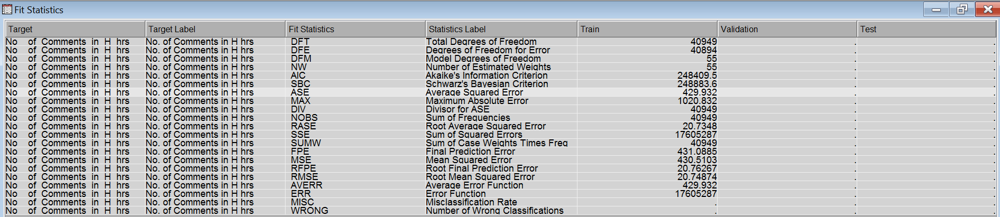 Fit Statistics
Target Target Label Fit Statistics Statistics Label Train Validation Test
No of Comments in H hrs No. of Comments in H hrs DFT Total Degrees of Freedom 40949 . .
No of Comments in H hrs No. of Comments in H hrs DFE Degrees of Freedom for Error 40894 . .
No of Comments in H hrs No. of Comments in H hrs DFM Model Degrees of Freedom 55 . .
No of Comments in H hrs No. of Comments in H hrs NW Number of Estimated Weights 55 . .
No of Comments in H hrs No. of Comments in H hrs AIC Akaike's Information Criterion 248409.5 . .
No of Comments in H hrs No. of Comments in H hrs SBC Schwarz's Bayesian Criterion 248883.6 . .
No of Comments in H hrs No. of Comments in H hrs ASE Average Squared Error 429.932 . .
No of Comments in H hrs No. of Comments in H hrs MAX Maximum Absolute Error 1020.832 . .
No of Comments in H hrs No. of Comments in H hrs DIV Divisor for ASE 40949 . .
No of Comments in H hrs No. of Comments in H hrs NOBS Sum of Frequencies 40949 . .
No of Comments in H hrs No. of Comments in H hrs RASE Root Average Squared Error 20.7348 . .
No of Comments in H hrs No. of Comments in H hrs SSE Sum of Squared Errors 17605287 . .
No of Comments in H hrs No. of Comments in H hrs SUMW Sum of Case Weights Times Freq 40949 . .
No of Comments in H hrs No. of Comments in H hrs FPE Final Prediction Error 431.0885 . .
No of Comments in H hrs No. of Comments in H hrs MSE Mean Squared Error 430.5103 . .
No of Comments in H hrs No. of Comments in H hrs RFPE Root Final Prediction Error 20.76267 . .
No of Comments in H hrs No. of Comments in H hrs RMSE Root Mean Squared Error 20.74874 . .
No of Comments in H hrs No. of Comments in H hrs AVERR Average Error Function 429.932 . .
No of Comments in H hrs No. of Comments in H hrs ERR Error Function 17605287 . .
No of Comments in H hrs No. of Comments in H hrs MISC Misclassification Rate . . .
No of Comments in H hrs No. of Comments in H hrs WRONG Number of Wrong Classifications . . .